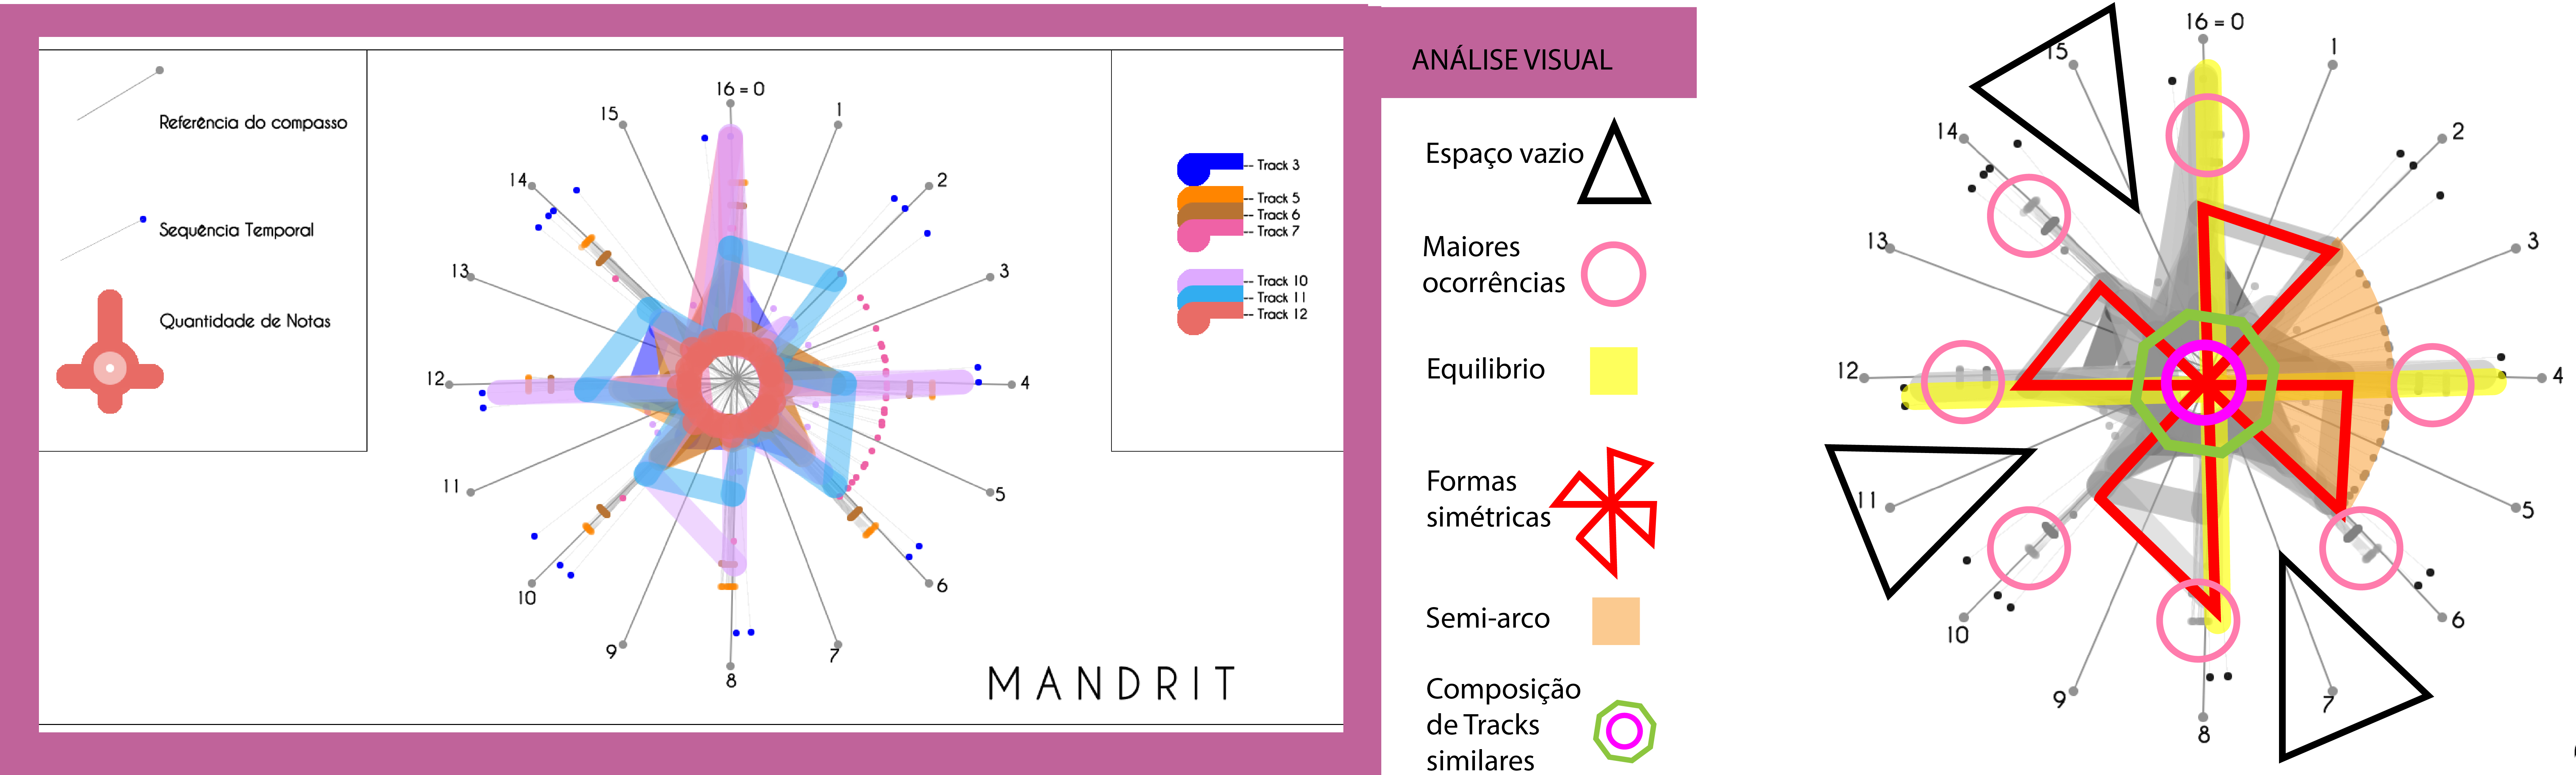 Referência do compasso
Sequência Temporal
Quantidade de Notas
16 = 0
1
2
3
4
5
6
7
8
9
10
11
12
13
14
15
-- Track 3
-- Track 5
-- Track 6
-- Track 7
-- Track 10
-- Track 11
-- Track 12
MANDRIT
ANÁLISE VISUAL
Espaço vazio
Maiores
ocorrências
Equilibrio
Formas
simétricas
Semi-arco
Composição
de Tracks
similares
16 = 0
1
2
3
4
5
6
7
8
9
10
11
12
13
14
15